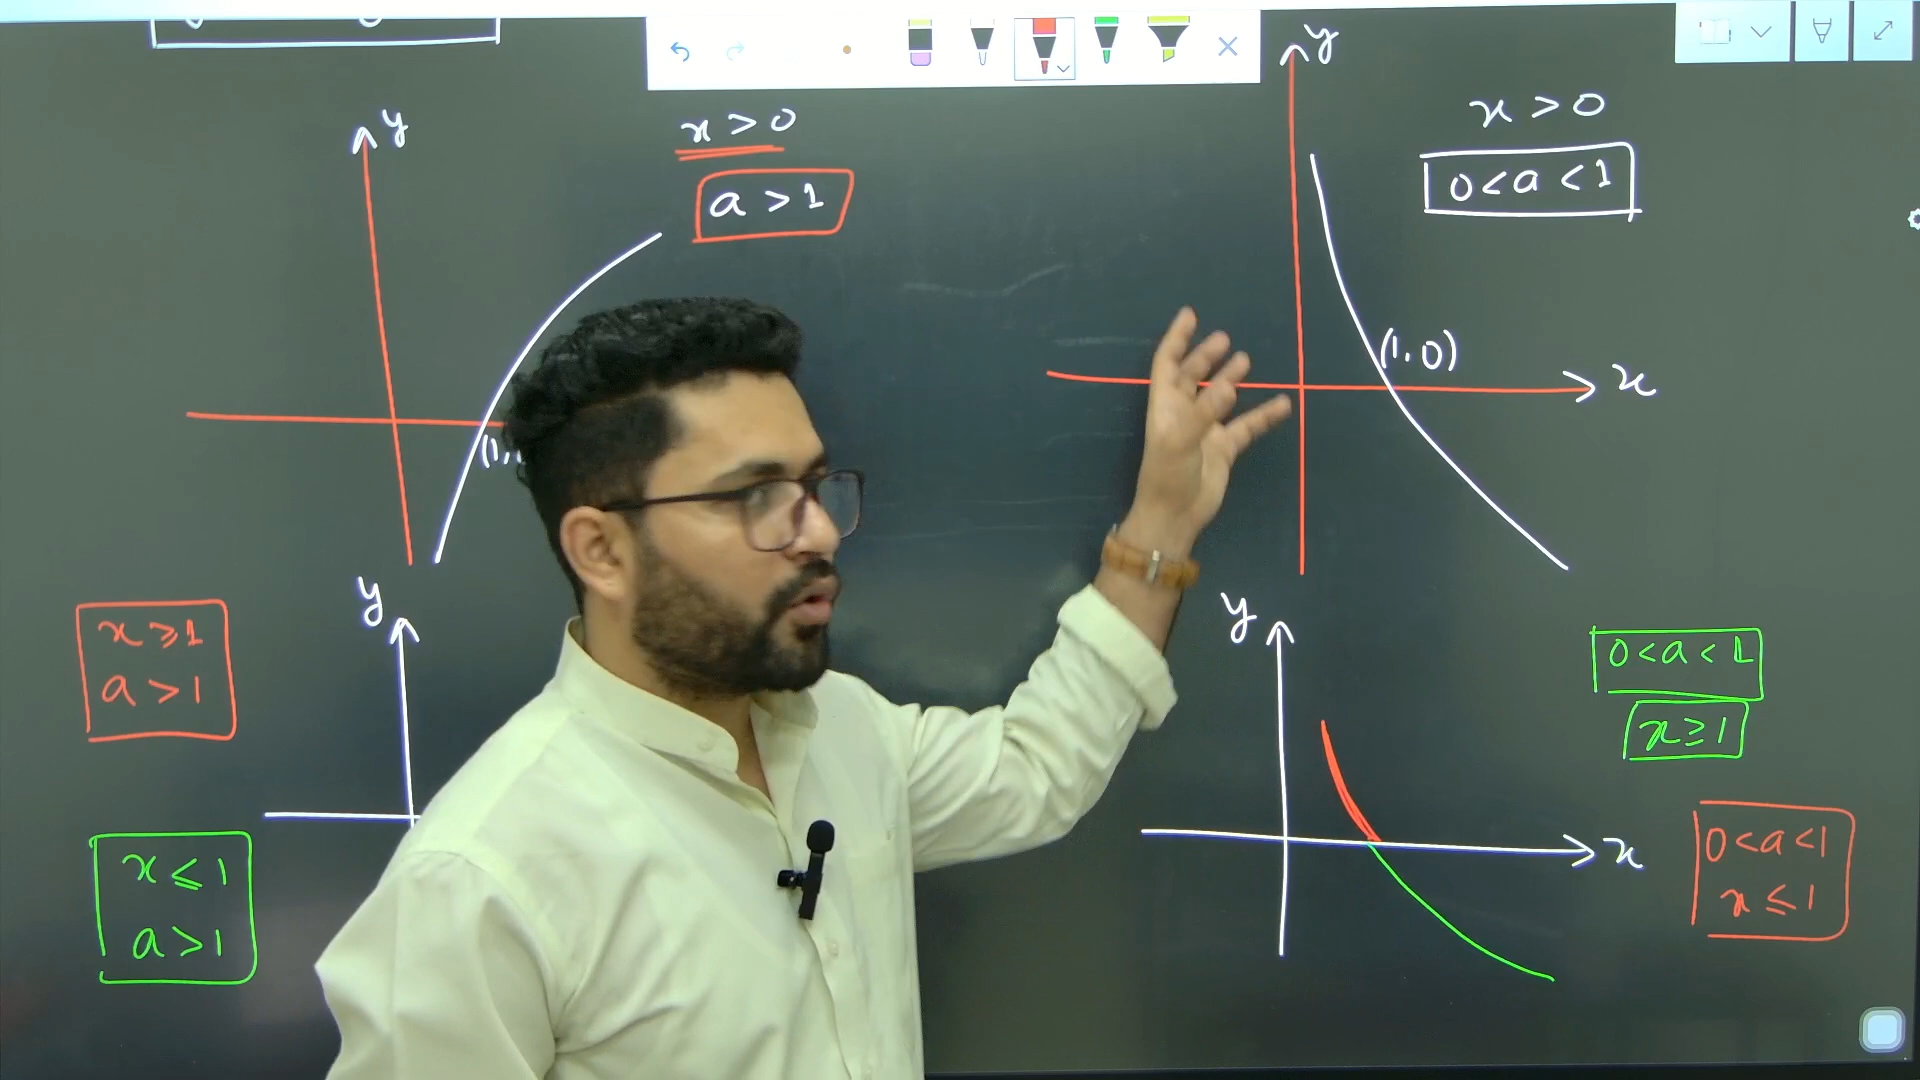 y
x > 0
a > 1
(1,
y
x > 0
0 < a < 1
(1, 0)
x
x ≥ 1
a > 1
x ≤ 1
a > 1
y
y
x
0 < a < 1
x ≥ 1
0 < a < 1
x ≤ 1